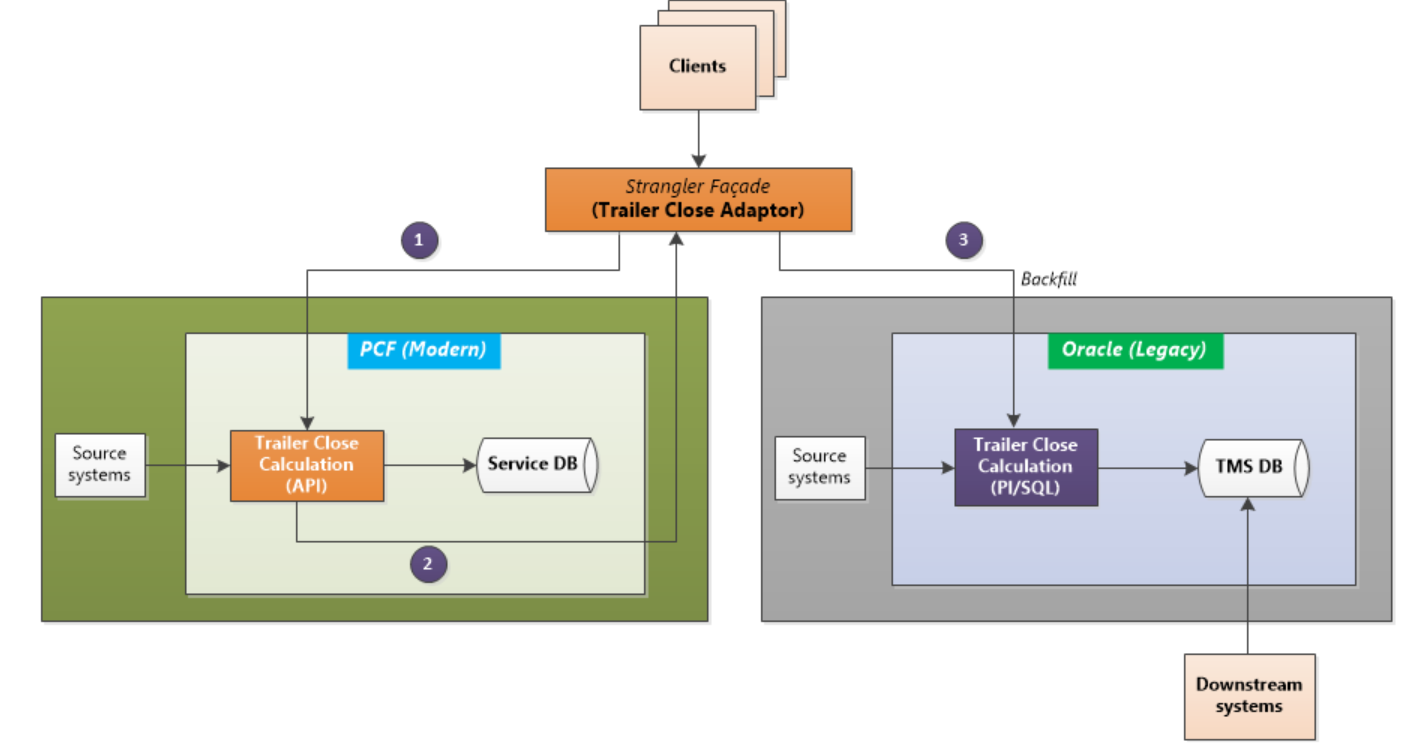 Clients
Strangler Façade
(Trailer Close Adaptor)
1
3
Backfill
PCF (Modern)
Oracle (Legacy)
Source
systems
Trailer Close
Calculation
(API)
Service DB
Source
systems
Trailer Close
Calculation
(PI/SQL)
TMS DB
2
Downstream
systems